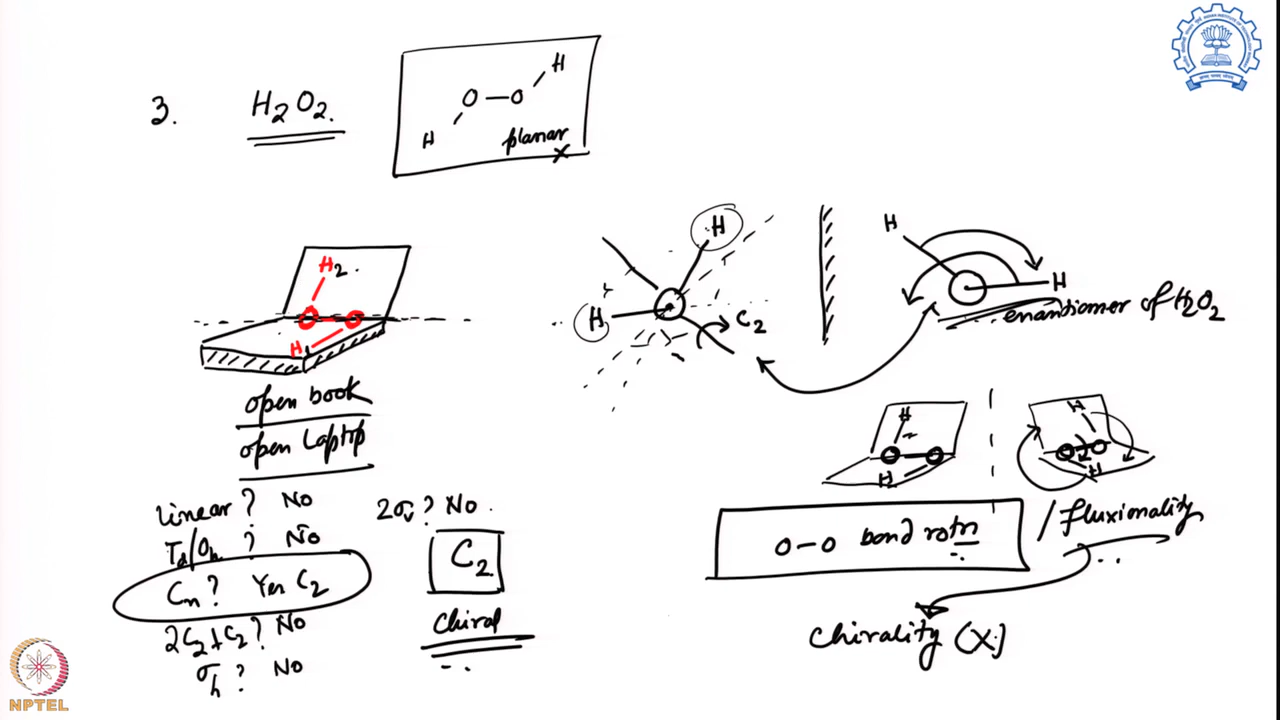 3.
H2O2.
H
O — O
H
planar
X
H2
H1
open book
open Laptop
linear ? No
Td/Oh ? No
Cn ? Yes C2
2C2 ⊥ C2 ? No
σh ? No
2σv ? No.
C2
Chiral
H
H
C2
H
H
enantiomer of H2O2
H
H
H
H
O-O bond rotn
/ fluxionality
Chirality (X)
NPTEL